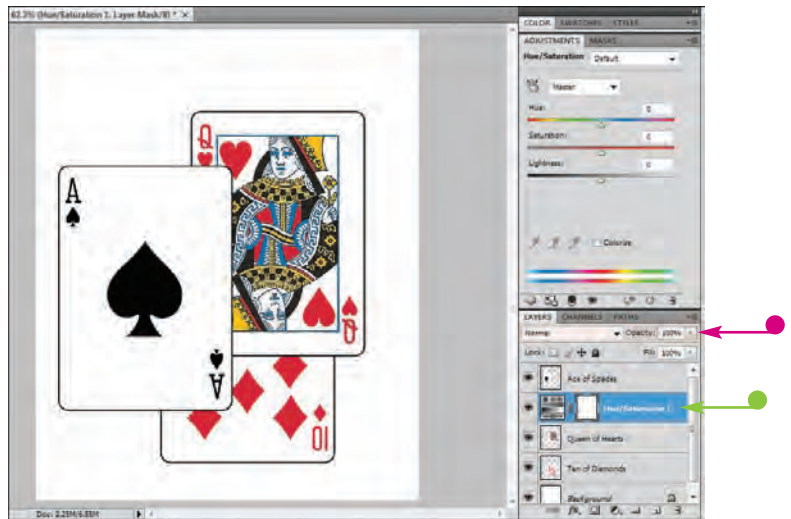 62.3% (Hue/Saturation 1, Layer Mask/8) *
COLOR SWATCHES STYLES
ADJUSTMENTS MASKS
Hue/Saturation Default
Master
Hue: 0
Saturation: 0
Lightness: 0
Colorize
LAYERS CHANNELS PATHS
Normal Opacity: 100%
Lock: Fill: 100%
Ace of Spades
Hue/Saturation 1
Queen of Hearts
Ten of Diamonds
Background
Q
A
Q
A
10
Doc: 2.25M/6.88M